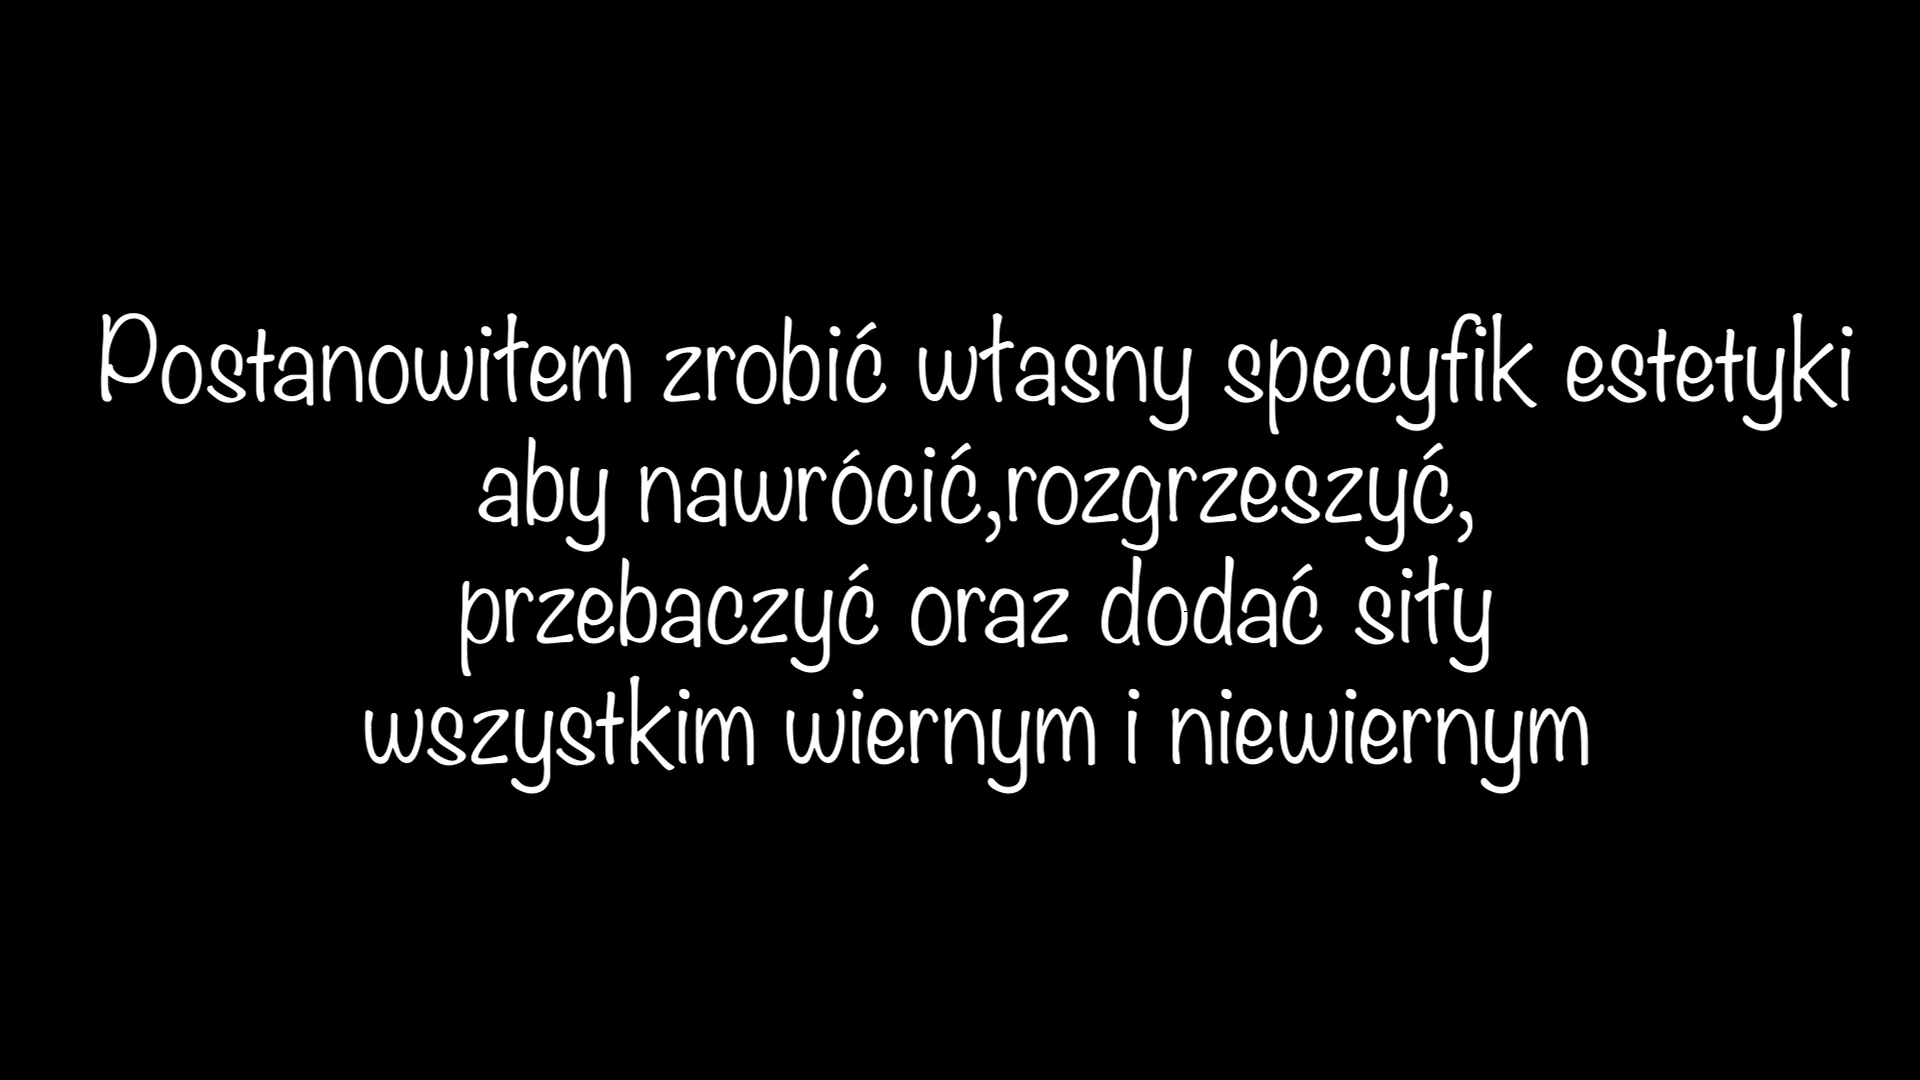 Postanowiłem zrobić własny specyfik estetyki
aby nawrócić,rozgrzeszyć,
przebaczyć oraz dodać siły
wszystkim wiernym i niewiernym